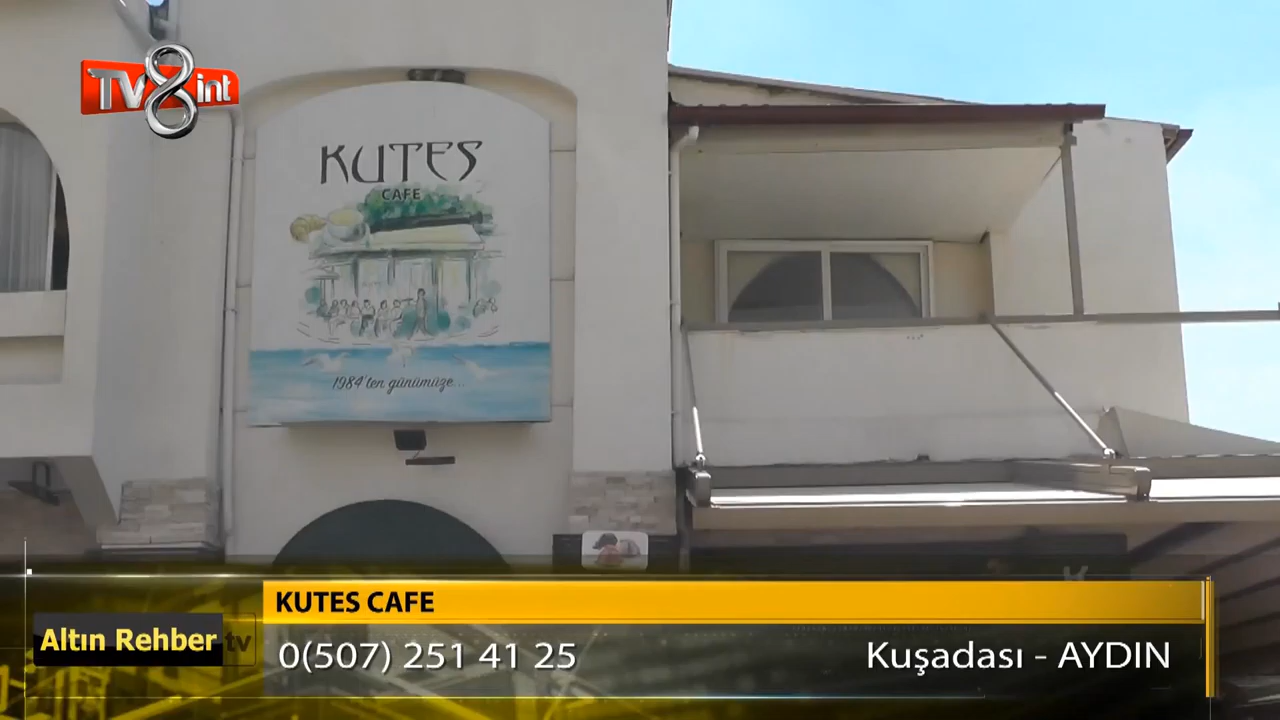 TV8int
KUTES
CAFE
1984'ten günümüze...
KUTES CAFE
Altın Rehber tv
0(507) 251 41 25
Kuşadası - AYDIN